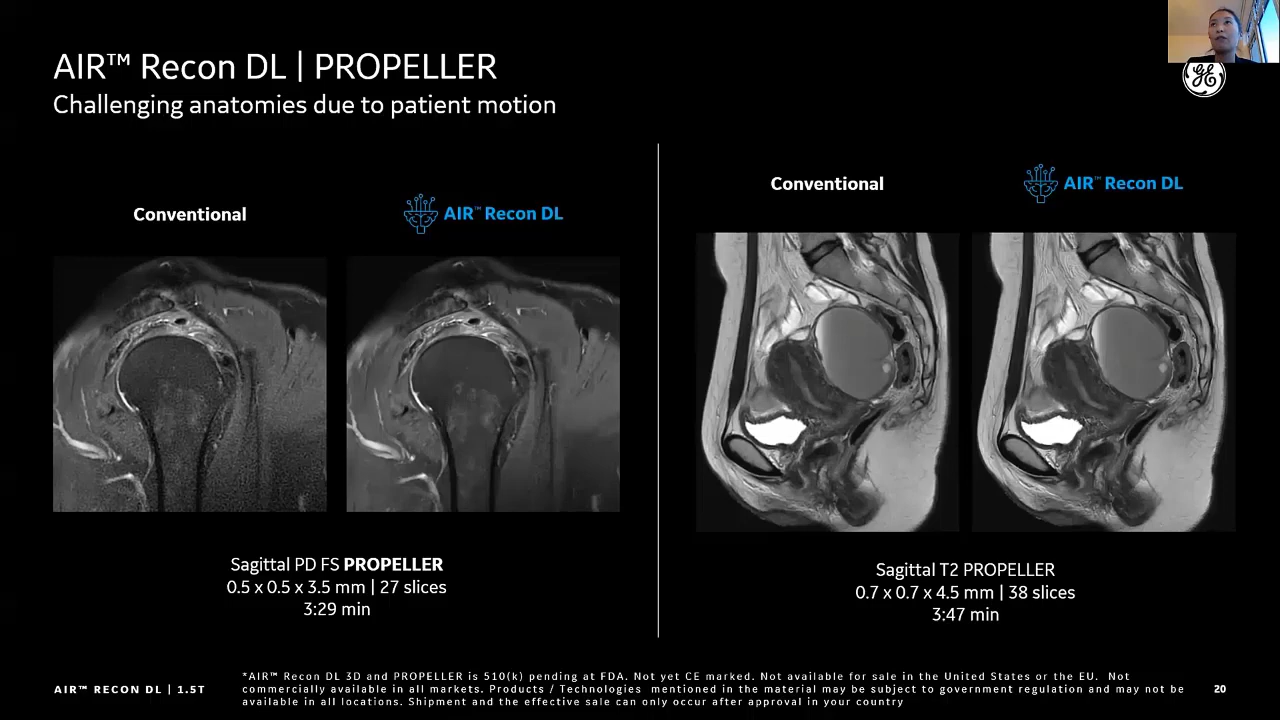 AIR™ Recon DL | PROPELLER
Challenging anatomies due to patient motion
GE
Conventional
AIR™ Recon DL
Conventional
AIR™ Recon DL
Sagittal PD FS PROPELLER
0.5 x 0.5 x 3.5 mm | 27 slices
3:29 min
Sagittal T2 PROPELLER
0.7 x 0.7 x 4.5 mm | 38 slices
3:47 min
AIR™ RECON DL | 1.5T
*AIR™ Recon DL 3D and PROPELLER is 510(k) pending at FDA. Not yet CE marked. Not available for sale in the United States or the EU. Not
commercially available in all markets. Products / Technologies mentioned in the material may be subject to government regulation and may not be
available in all locations. Shipment and the effective sale can only occur after approval in your country
20